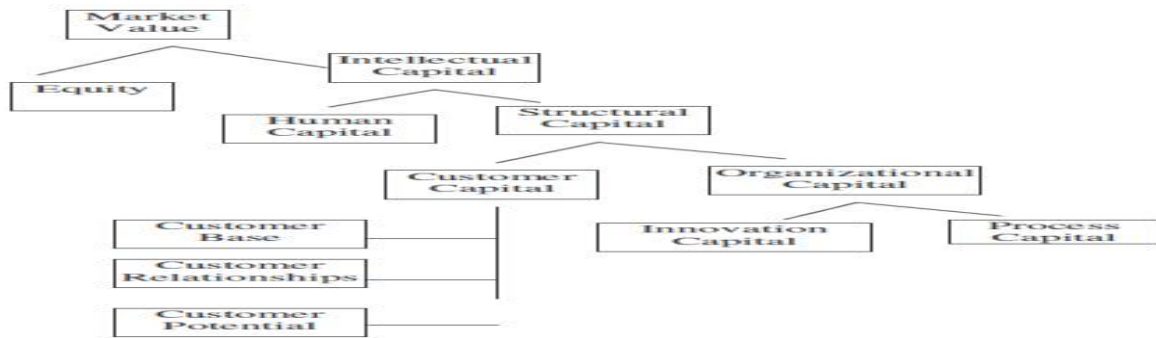 Market
Value
Equity
Intellectual
Capital
Human
Capital
Structural
Capital
Customer
Capital
Organizational
Capital
Customer
Base
Customer
Relationships
Customer
Potential
Innovation
Capital
Process
Capital